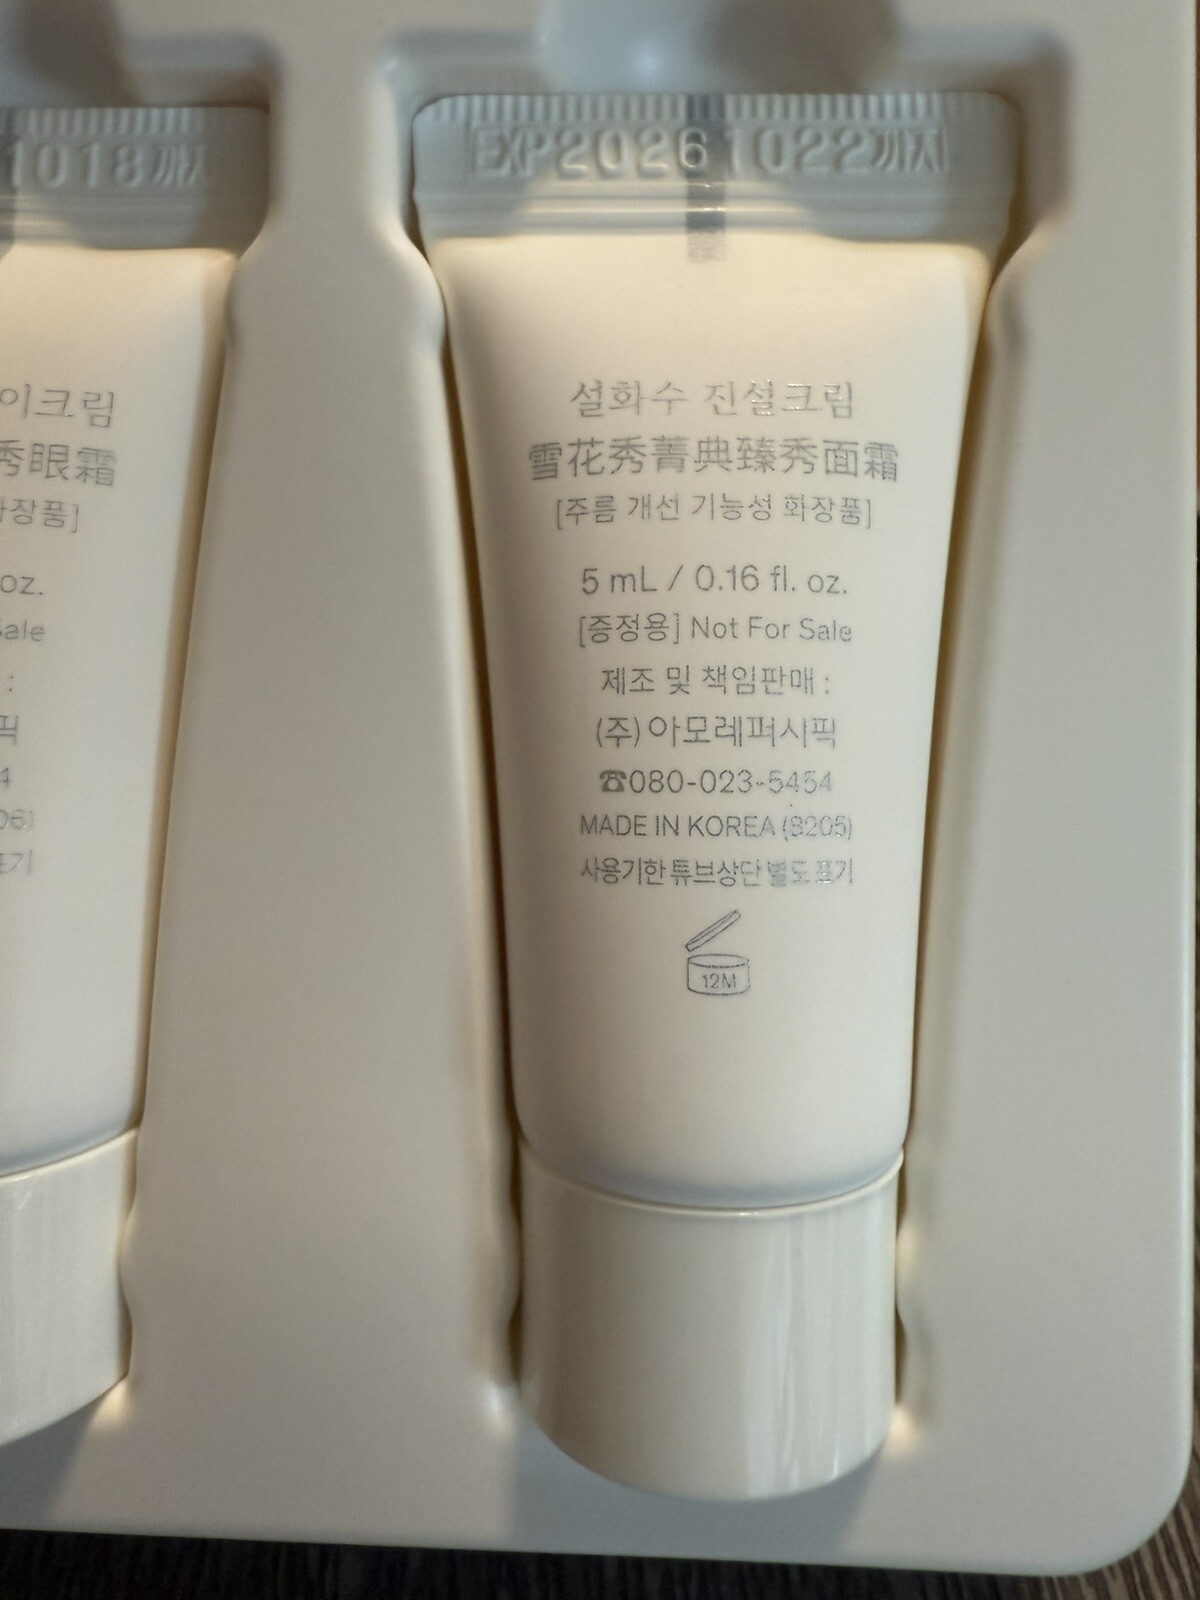 1018까지
이크림
秀眼霜
장품]
oz.
Sale
:
픽
4
06)
표기
EXP20261022까지
설화수 진설크림
雪花秀菁典臻秀面霜
[주름 개선 기능성 화장품]
5 mL / 0.16 fl. oz.
[증정용] Not For Sale
제조 및 책임판매 :
(주)아모레퍼시픽
☎080-023-5454
MADE IN KOREA (8205)
사용기한 튜브상단 별도 표기
12M